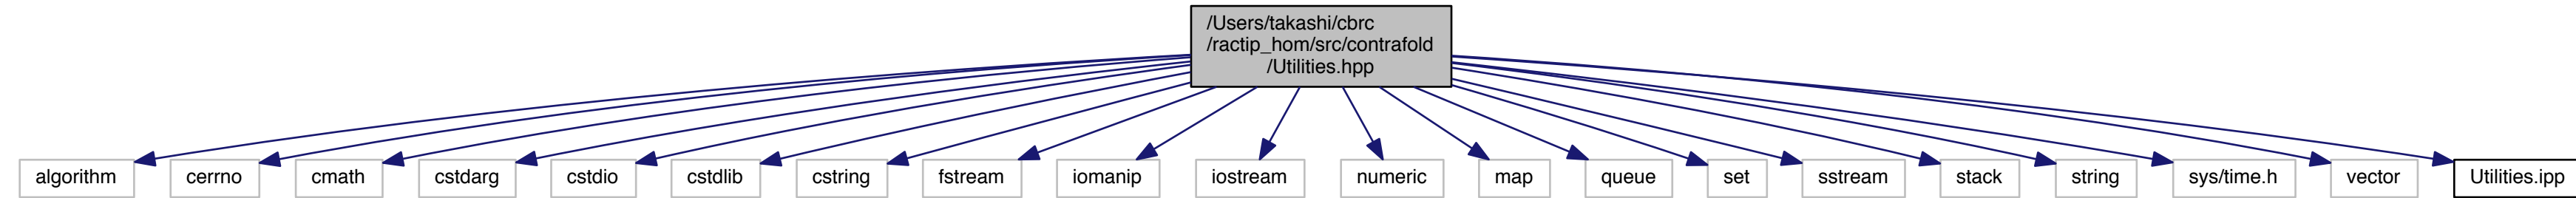 /Users/takashi/cbrc
/ractip_hom/src/contrafold
/Utilities.hpp
algorithm
cerrno
cmath
cstdarg
cstdio
cstdlib
cstring
fstream
iomanip
iostream
numeric
map
queue
set
sstream
stack
string
sys/time.h
vector
Utilities.ipp